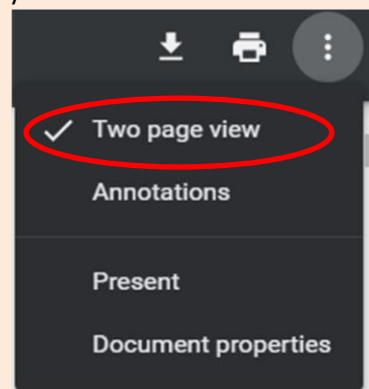 Two page view
Annotations
Present
Document properties